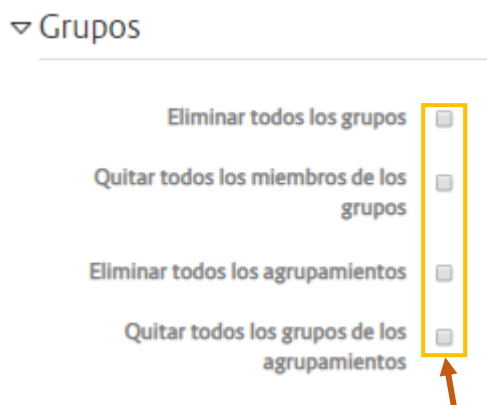 Grupos
Eliminar todos los grupos
Quitar todos los miembros de los
grupos
Eliminar todos los agrupamientos
Quitar todos los grupos de los
agrupamientos